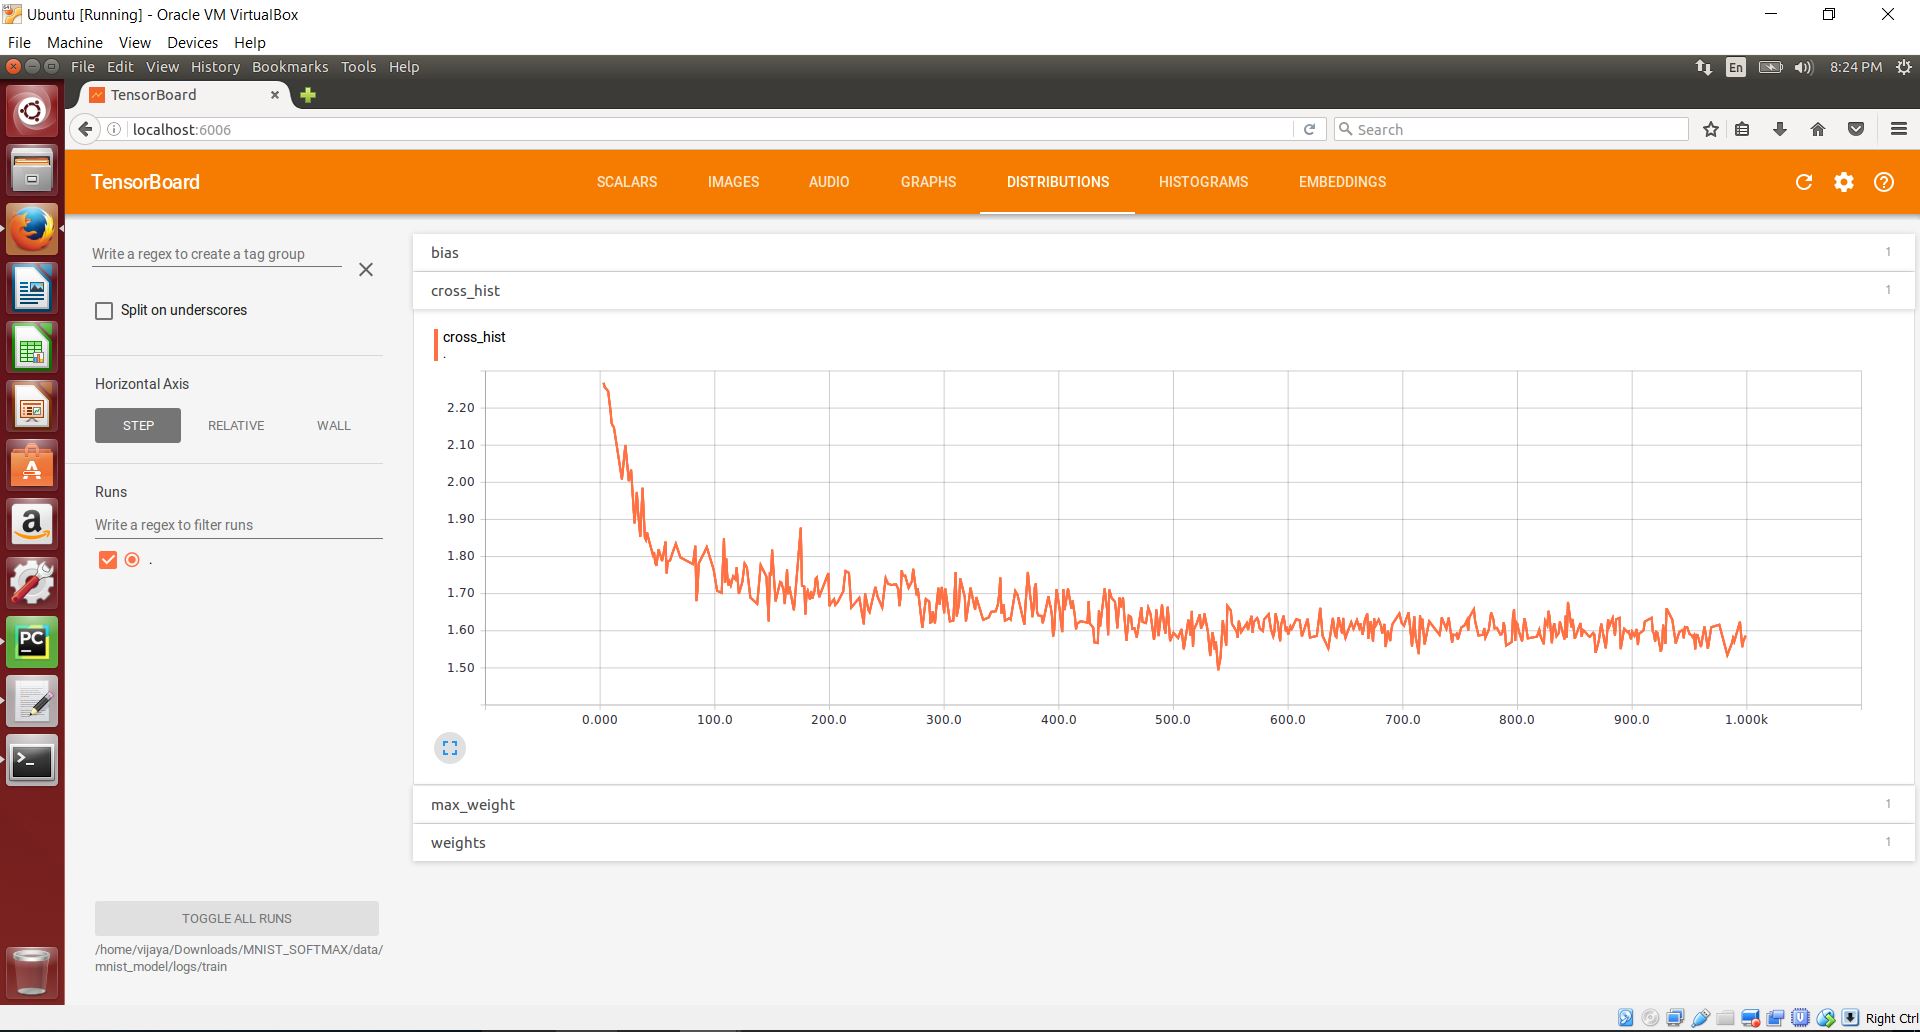 Ubuntu [Running] - Oracle VM VirtualBox
File Machine View Devices Help
File Edit View History Bookmarks Tools Help
En 8:24 PM
TensorBoard
localhost:6006
Search
TensorBoard
SCALARS IMAGES AUDIO GRAPHS DISTRIBUTIONS HISTOGRAMS EMBEDDINGS
Write a regex to create a tag group
Split on underscores
Horizontal Axis
STEP RELATIVE WALL
Runs
Write a regex to filter runs
.
TOGGLE ALL RUNS
/home/vijaya/Downloads/MNIST_SOFTMAX/data/
mnist_model/logs/train
bias 1
cross_hist 1
cross_hist
.
2.20
2.10
2.00
1.90
1.80
1.70
1.60
1.50
0.000 100.0 200.0 300.0 400.0 500.0 600.0 700.0 800.0 900.0 1.000k
max_weight 1
weights 1
PC
Right Ctrl